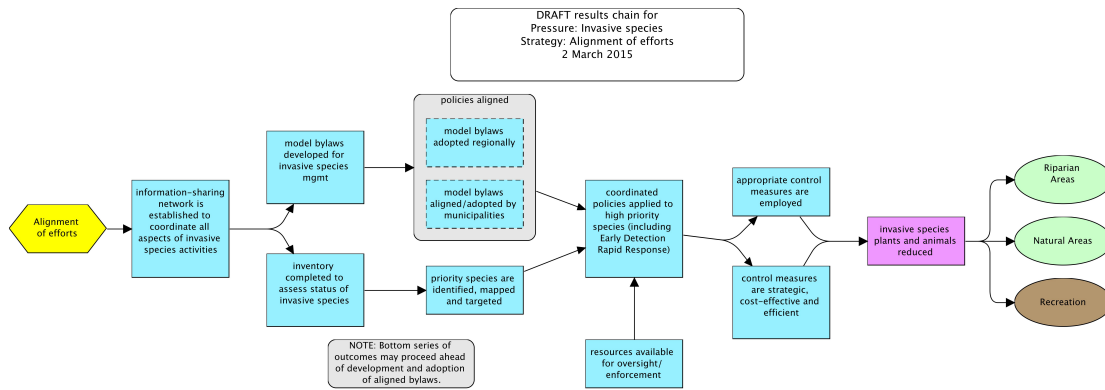 DRAFT results chain for
Pressure: Invasive species
Strategy: Alignment of efforts
2 March 2015
Alignment
of efforts
information-sharing
network is
established to
coordinate all
aspects of invasive
species activities
model bylaws
developed for
invasive species
mgmt
inventory
completed to
assess status of
invasive species
policies aligned
model bylaws
adopted regionally
model bylaws
aligned/adopted by
municipalities
priority species are
identified, mapped
and targeted
NOTE: Bottom series of
outcomes may proceed ahead
of development and adoption
of aligned bylaws.
coordinated
policies applied to
high priority
species (including
Early Detection
Rapid Response)
resources available
for oversight/
enforcement
appropriate control
measures are
employed
control measures
are strategic,
cost-effective and
efficient
invasive species
plants and animals
reduced
Riparian
Areas
Natural Areas
Recreation